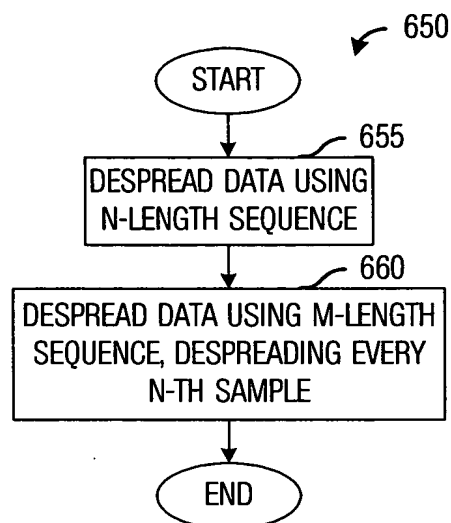 650
START
655
DESPREAD DATA USING
N-LENGTH SEQUENCE
660
DESPREAD DATA USING M-LENGTH
SEQUENCE, DESPREADING EVERY
N-TH SAMPLE
END